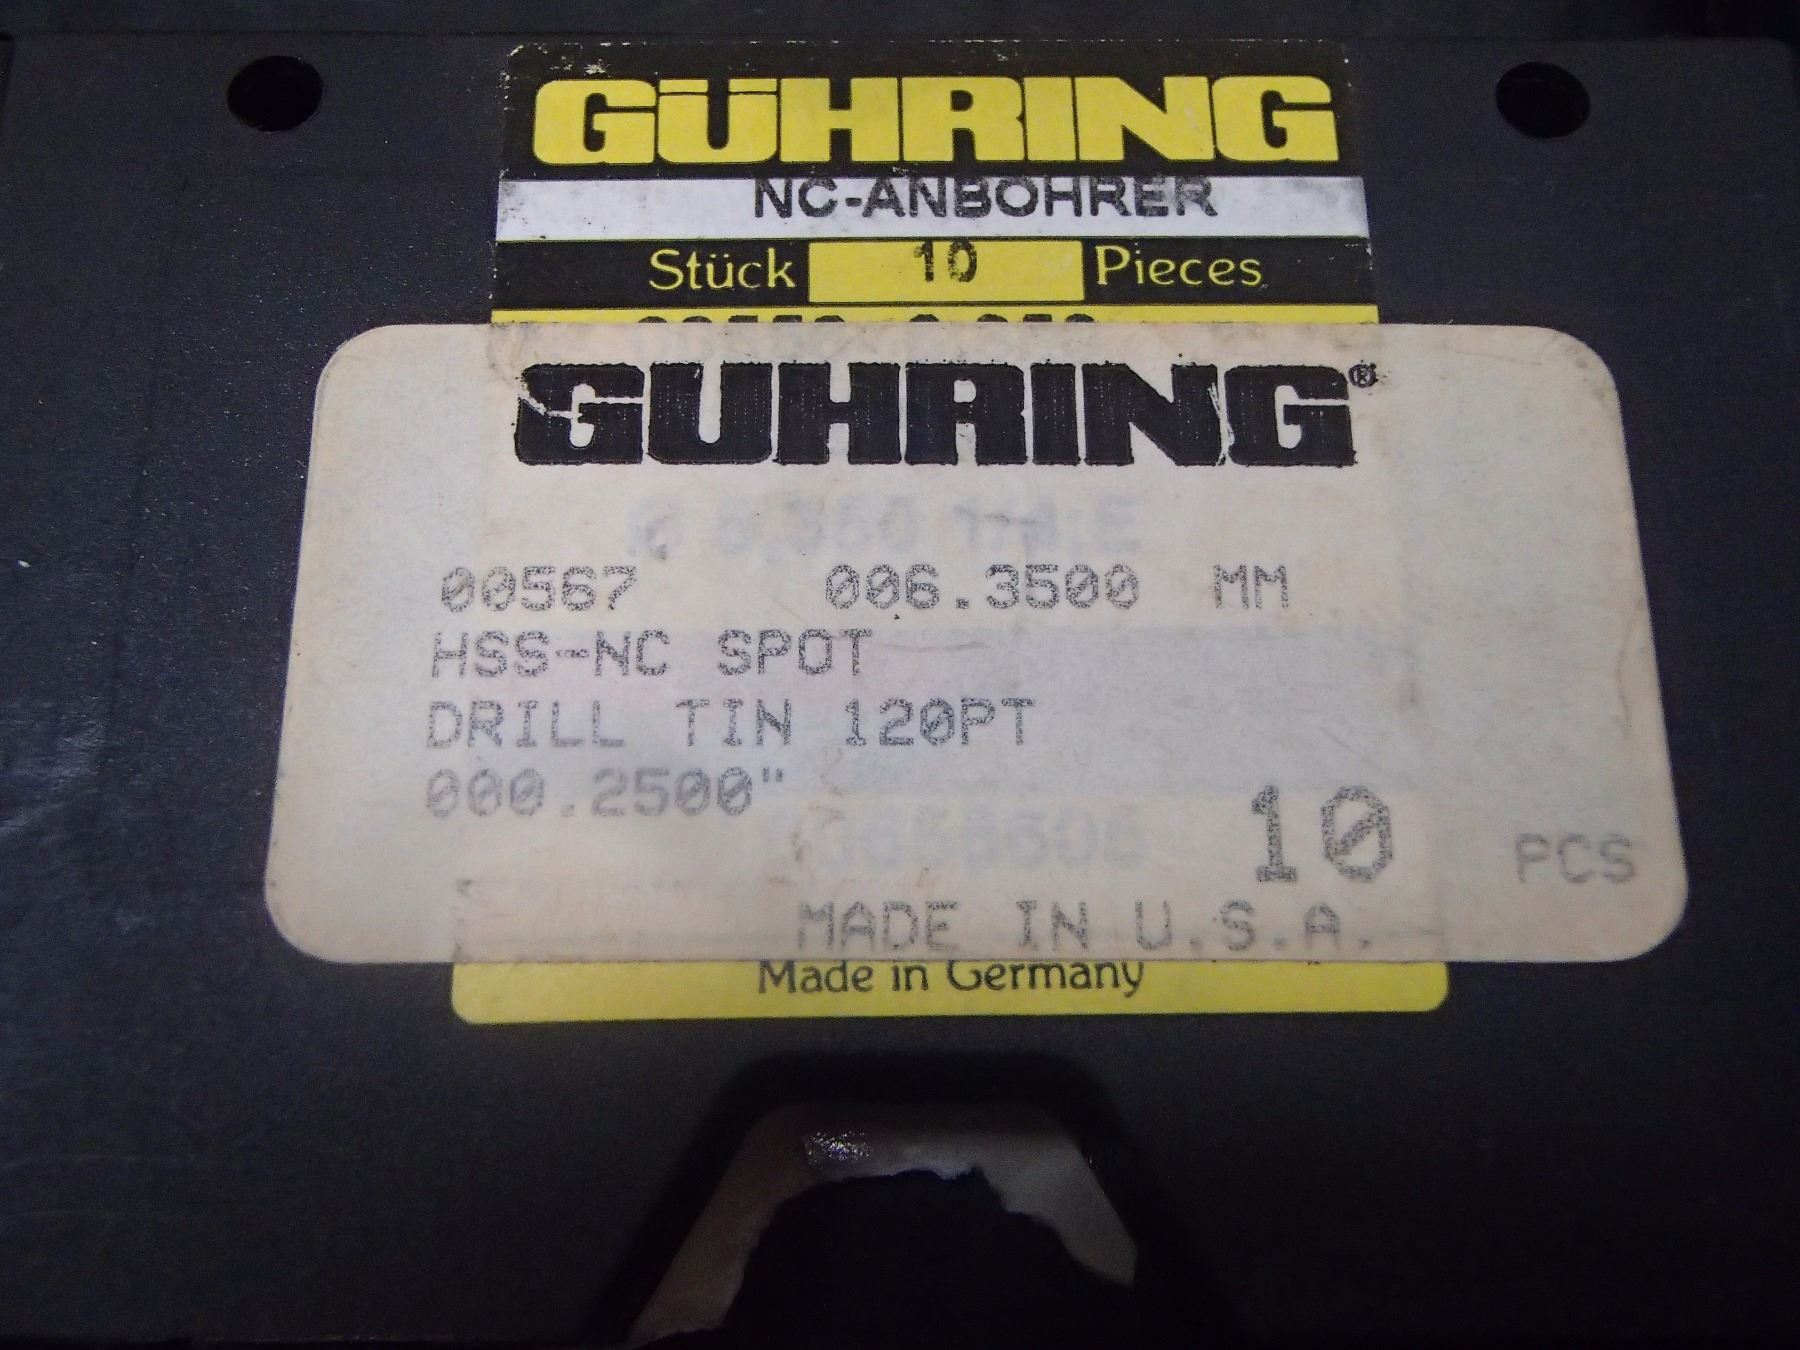 GÜHRING
NC-ANBOHRER
Stück 10 Pieces
GUHRING®
00567 006.3500 MM
HSS-NC SPOT
DRILL TIN 120PT
000.2500"
10 PCS
MADE IN U.S.A.
Made in Germany